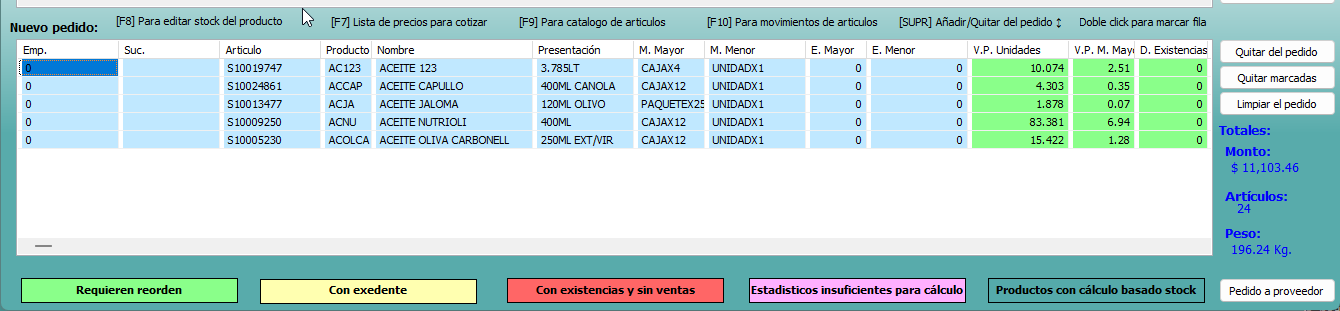 [F8] Para editar stock del producto [F7] Lista de precios para cotizar [F9] Para catalogo de articulos [F10] Para movimientos de articulos [SUPR] Añadir/Quitar del pedido ↕ Doble click para marcar fila
Nuevo pedido:
Emp. Suc. Articulo Producto Nombre Presentación M. Mayor M. Menor E. Mayor E. Menor V.P. Unidades V.P. M. Mayo D. Existencias
0 S10019747 AC123 ACEITE 123 3.785LT CAJAX4 UNIDADX1 0 0 10.074 2.51 0
0 S10024861 ACCAP ACEITE CAPULLO 400ML CANOLA CAJAX12 UNIDADX1 0 0 4.303 0.35 0
0 S10013477 ACJA ACEITE JALOMA 120ML OLIVO PAQUETEX25 UNIDADX1 0 0 1.878 0.07 0
0 S10009250 ACNU ACEITE NUTRIOLI 400ML CAJAX12 UNIDADX1 0 0 83.381 6.94 0
0 S10005230 ACOLCA ACEITE OLIVA CARBONELL 250ML EXT/VIR CAJAX12 UNIDADX1 0 0 15.422 1.28 0
Quitar del pedido
Quitar marcadas
Limpiar el pedido
Totales:
Monto:
$ 11,103.46
Artículos:
24
Peso:
196.24 Kg.
Requieren reorden Con exedente Con existencias y sin ventas Estadisticos insuficientes para cálculo Productos con cálculo basado stock Pedido a proveedor